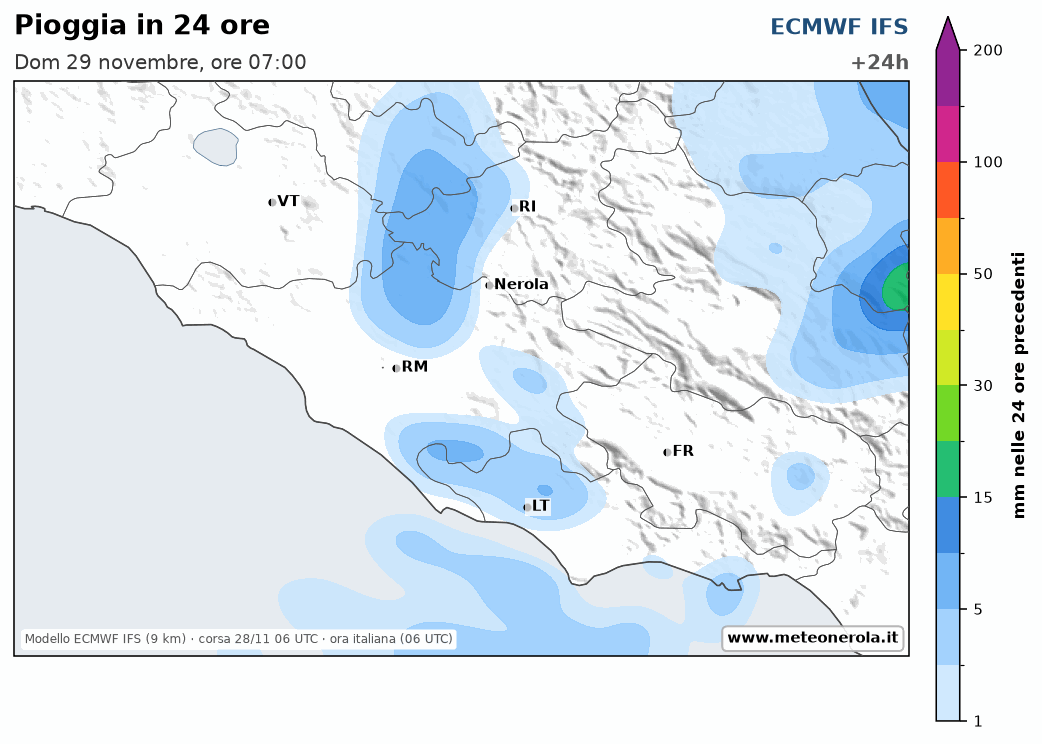 Pioggia in 24 ore
ECMWF IFS
Dom 29 novembre, ore 07:00
+24h
VT
RI
Nerola
RM
FR
LT
Modello ECMWF IFS (9 km) · corsa 28/11 06 UTC · ora italiana (06 UTC)
www.meteonerola.it
200
100
50
30
15
5
1
mm nelle 24 ore precedenti